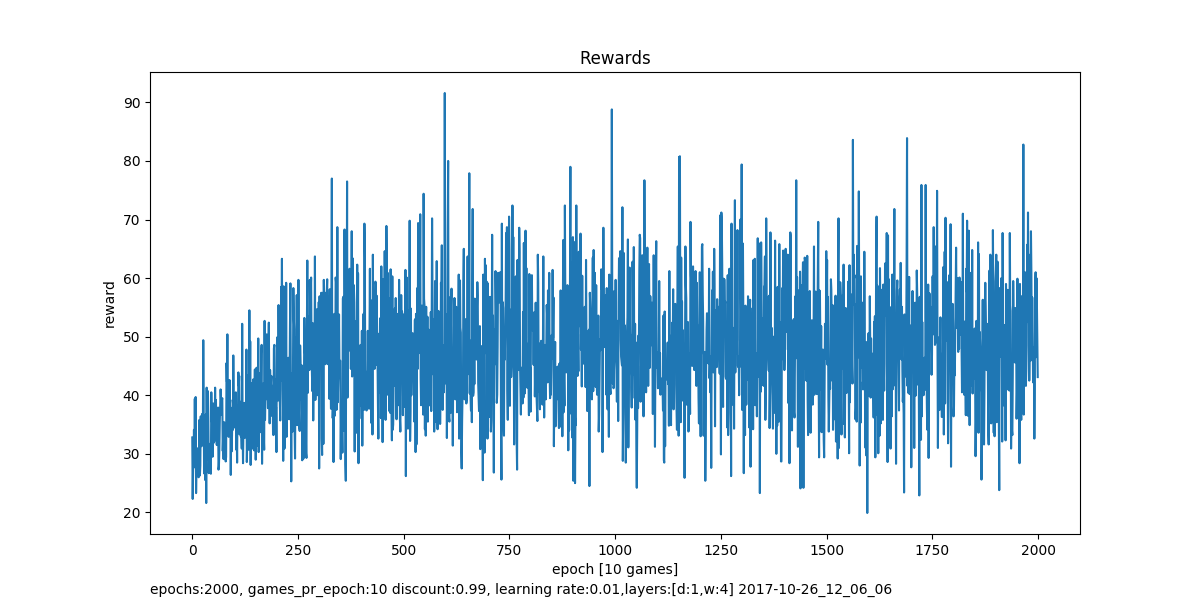 Rewards
90
80
70
60
50
40
30
20
reward
0 250 500 750 1000 1250 1500 1750 2000
epoch [10 games]
epochs:2000, games_pr_epoch:10 discount:0.99, learning rate:0.01,layers:[d:1,w:4] 2017-10-26_12_06_06